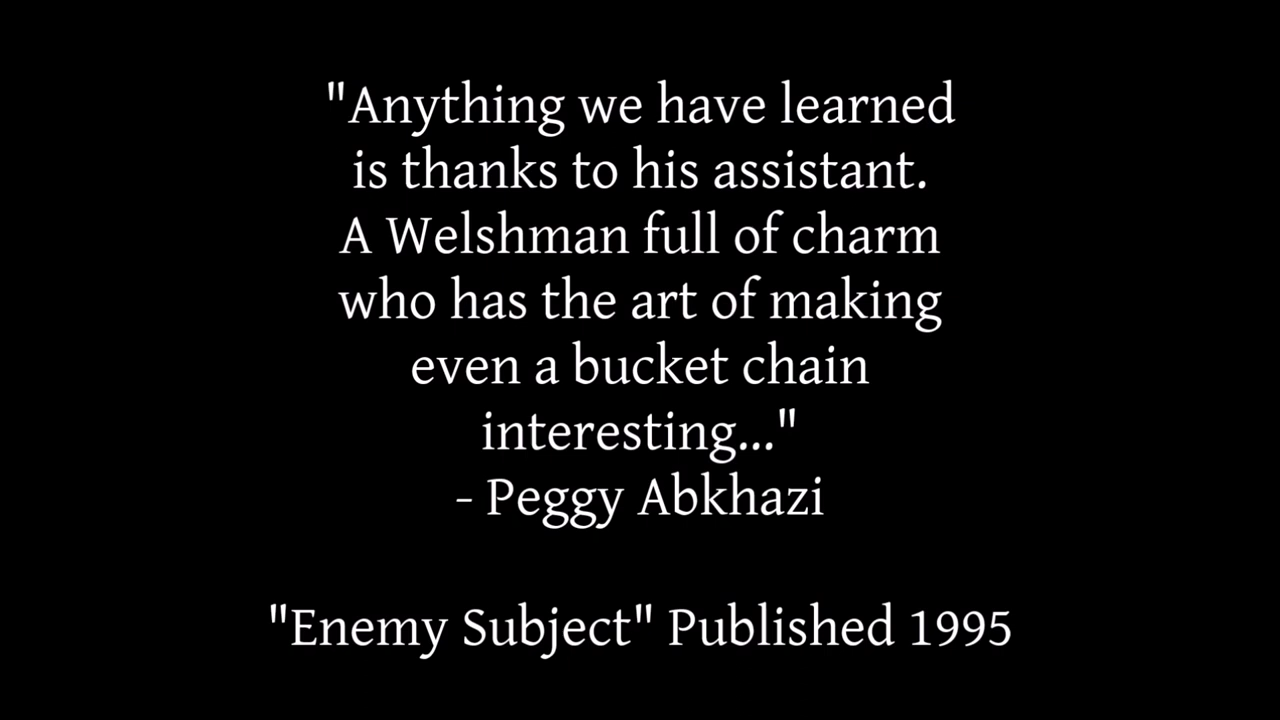 "Anything we have learned
is thanks to his assistant.
A Welshman full of charm
who has the art of making
even a bucket chain
interesting..."
- Peggy Abkhazi
"Enemy Subject" Published 1995